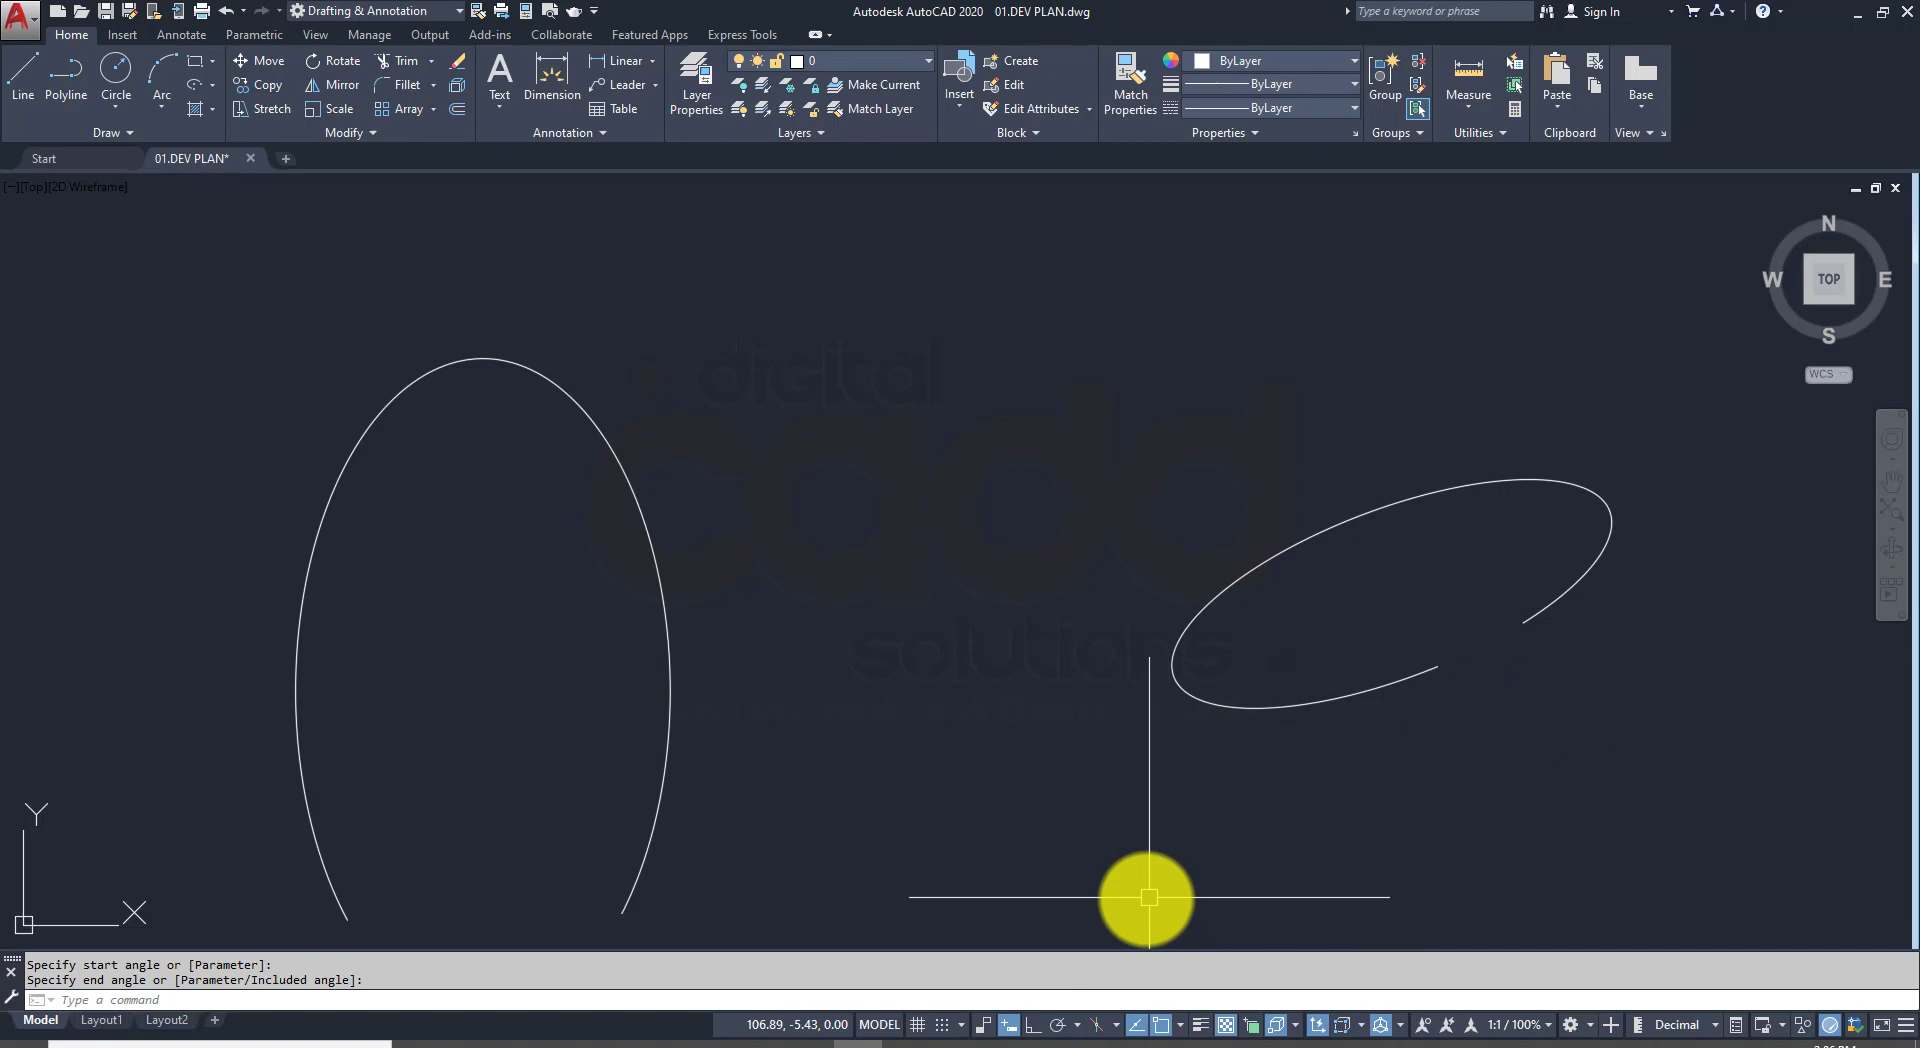 Drafting & Annotation
Autodesk AutoCAD 2020 01.DEV PLAN.dwg
Type a keyword or phrase
Sign In
Home Insert Annotate Parametric View Manage Output Add-ins Collaborate Featured Apps Express Tools
Line
Polyline
Circle
Arc
Draw
Move
Rotate
Trim
Copy
Mirror
Fillet
Stretch
Scale
Array
Modify
Text
Dimension
Linear
Leader
Table
Annotation
Layer
Properties
0
Make Current
Match Layer
Layers
Insert
Create
Edit
Edit Attributes
Block
Match
Properties
ByLayer
ByLayer
ByLayer
Properties
Group
Groups
Measure
Utilities
Paste
Clipboard
Base
View
Start
01.DEV PLAN*
[−][Top][2D Wireframe]
N
W
TOP
E
S
WCS
digital
cadd
solutions
Y
X
Specify start angle or [Parameter]:
Specify end angle or [Parameter/Included angle]:
Type a command
Model Layout1 Layout2
106.89, -5.43, 0.00 MODEL
1:1 / 100%
Decimal